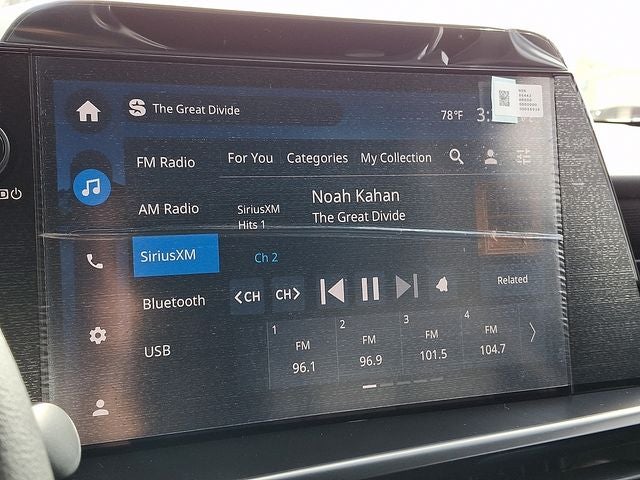 The Great Divide
78°F
3:
FM Radio
For You
Categories
My Collection
AM Radio
SiriusXM
Hits 1
Noah Kahan
The Great Divide
SiriusXM
Ch 2
<CH
CH>
Related
Bluetooth
1
FM
96.1
2
FM
96.9
3
FM
101.5
4
FM
104.7
USB